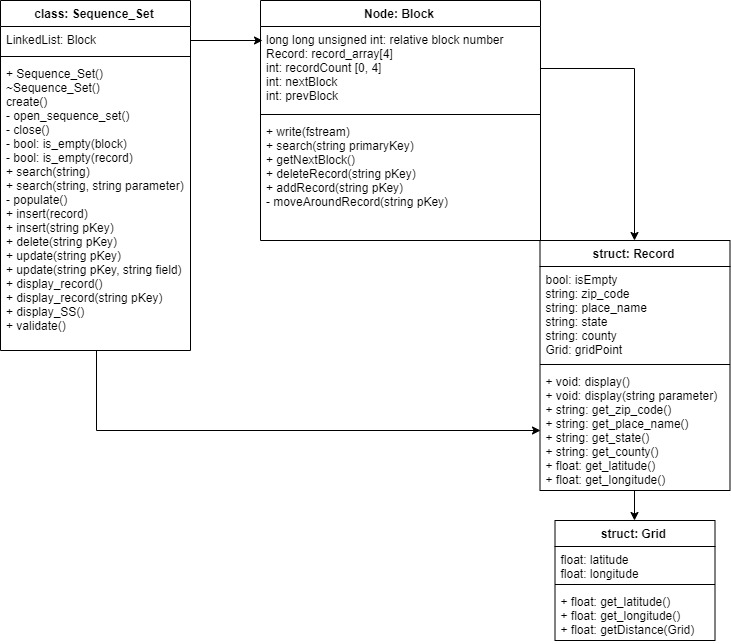 class: Sequence_Set
LinkedList: Block
+ Sequence_Set()
~Sequence_Set()
create()
- open_sequence_set()
- close()
- bool: is_empty(block)
- bool: is_empty(record)
+ search(string)
+ search(string, string parameter)
- populate()
+ insert(record)
+ insert(string pKey)
+ delete(string pKey)
+ update(string pKey)
+ update(string pKey, string field)
+ display_record()
+ display_record(string pKey)
+ display_SS()
+ validate()
Node: Block
long long unsigned int: relative block number
Record: record_array[4]
int: recordCount [0, 4]
int: nextBlock
int: prevBlock
+ write(fstream)
+ search(string primaryKey)
+ getNextBlock()
+ deleteRecord(string pKey)
+ addRecord(string pKey)
- moveAroundRecord(string pKey)
struct: Record
bool: isEmpty
string: zip_code
string: place_name
string: state
string: county
Grid: gridPoint
+ void: display()
+ void: display(string parameter)
+ string: get_zip_code()
+ string: get_place_name()
+ string: get_state()
+ string: get_county()
+ float: get_latitude()
+ float: get_longitude()
struct: Grid
float: latitude
float: longitude
+ float: get_latitude()
+ float: get_longitude()
+ float: getDistance(Grid)